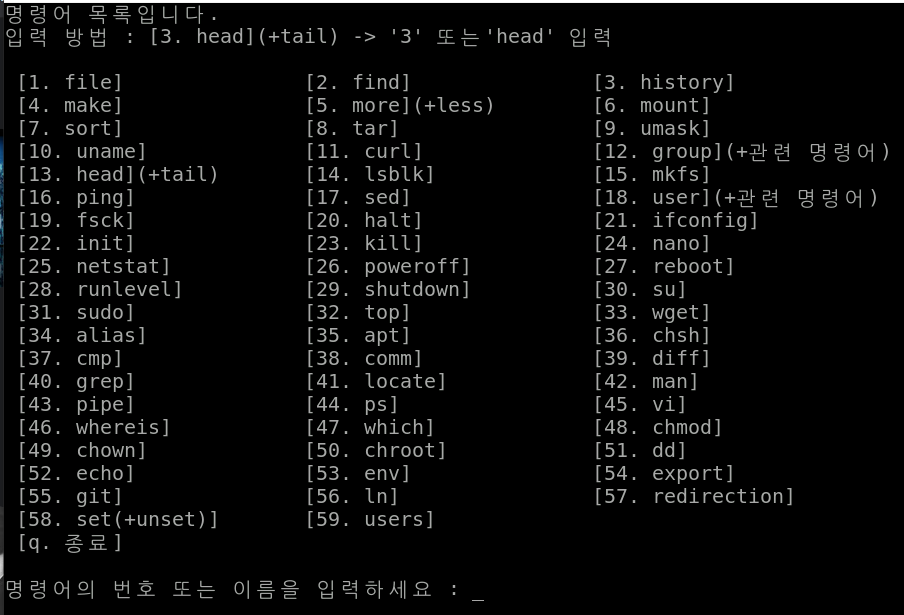 명령어 목록입니다.
입력 방법 : [3. head](+tail) -> '3' 또는'head' 입력
[1. file] [2. find] [3. history]
[4. make] [5. more](+less) [6. mount]
[7. sort] [8. tar] [9. umask]
[10. uname] [11. curl] [12. group](+관련 명령어)
[13. head](+tail) [14. lsblk] [15. mkfs]
[16. ping] [17. sed] [18. user](+관련 명령어)
[19. fsck] [20. halt] [21. ifconfig]
[22. init] [23. kill] [24. nano]
[25. netstat] [26. poweroff] [27. reboot]
[28. runlevel] [29. shutdown] [30. su]
[31. sudo] [32. top] [33. wget]
[34. alias] [35. apt] [36. chsh]
[37. cmp] [38. comm] [39. diff]
[40. grep] [41. locate] [42. man]
[43. pipe] [44. ps] [45. vi]
[46. whereis] [47. which] [48. chmod]
[49. chown] [50. chroot] [51. dd]
[52. echo] [53. env] [54. export]
[55. git] [56. ln] [57. redirection]
[58. set(+unset)] [59. users]
[q. 종료]
명령어의 번호 또는 이름을 입력하세요 : _